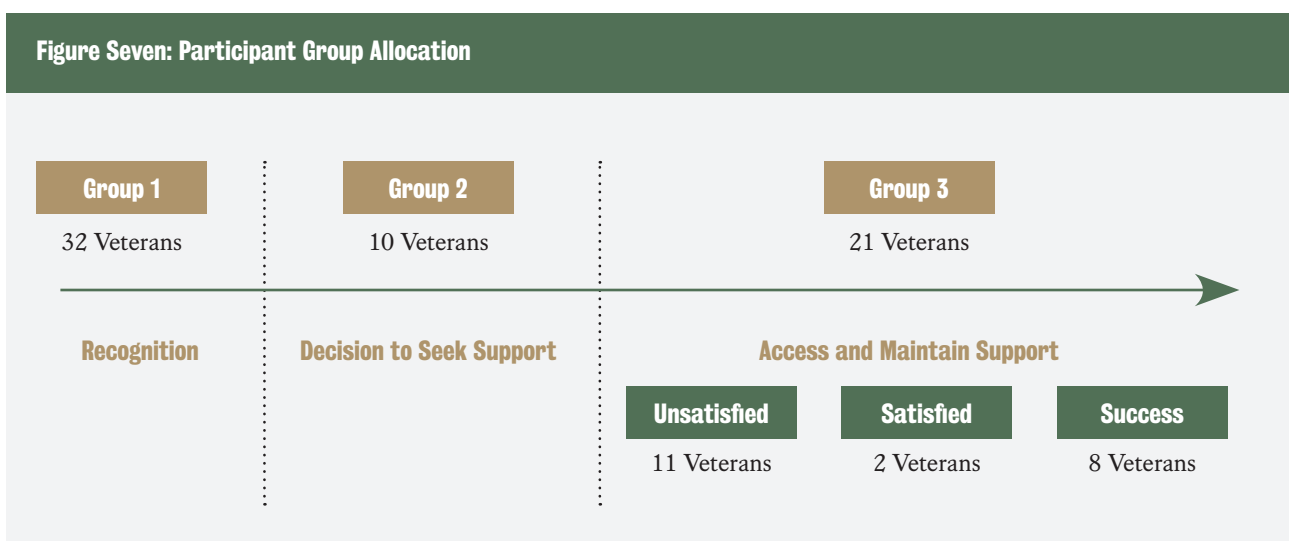 Figure Seven: Participant Group Allocation
Group 1
Group 2
Group 3
32 Veterans
10 Veterans
21 Veterans
Recognition
Decision to Seek Support
Access and Maintain Support
Unsatisfied
Satisfied
Success
11 Veterans
2 Veterans
8 Veterans